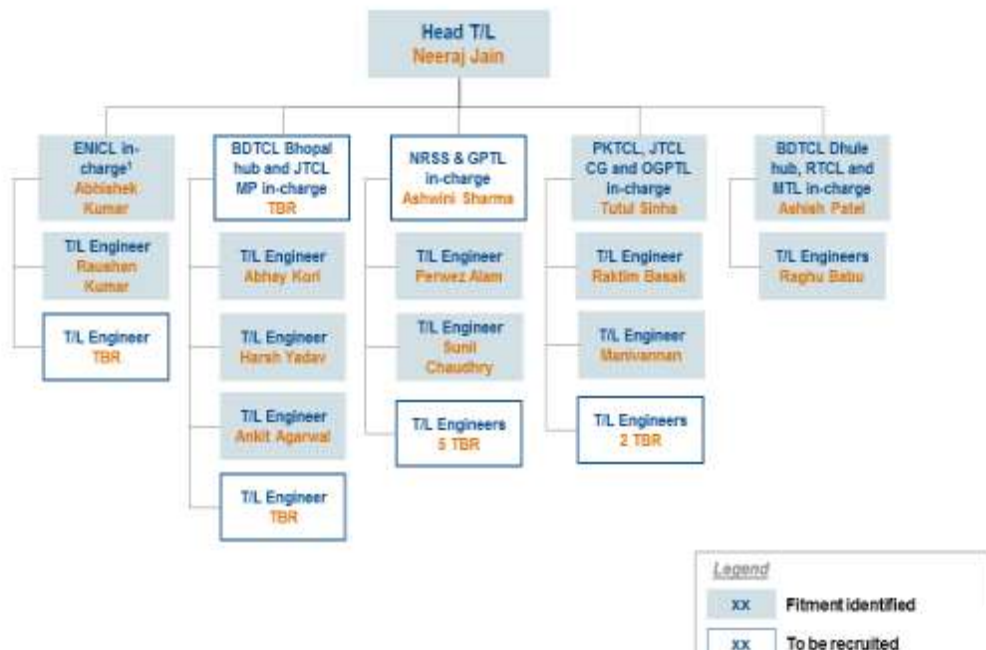 Head T/L
Neeraj Jain
ENICL in-
charge¹
Abhishek
Kumar
T/L Engineer
Raushan
Kumar
T/L Engineer
TBR
BDTCL Bhopal
hub and JTCL
MP in-charge
TBR
T/L Engineer
Abhay Kori
T/L Engineer
Harsh Yadav
T/L Engineer
Ankit Agarwal
T/L Engineer
TBR
NRSS & GPTL
in-charge
Ashwini Sharma
T/L Engineer
Perwez Alam
T/L Engineer
Sunil
Chaudhry
T/L Engineers
5 TBR
PKTCL, JTCL
CG and OGPTL
in-charge
Tutul Sinha
T/L Engineer
Raktim Basak
T/L Engineer
Manivannan
T/L Engineers
2 TBR
BDTCL Dhule
hub, RTCL and
MTL in-charge
Ashish Patel
T/L Engineers
Raghu Babu
Legend
XX Fitment identified
XX To be recruited